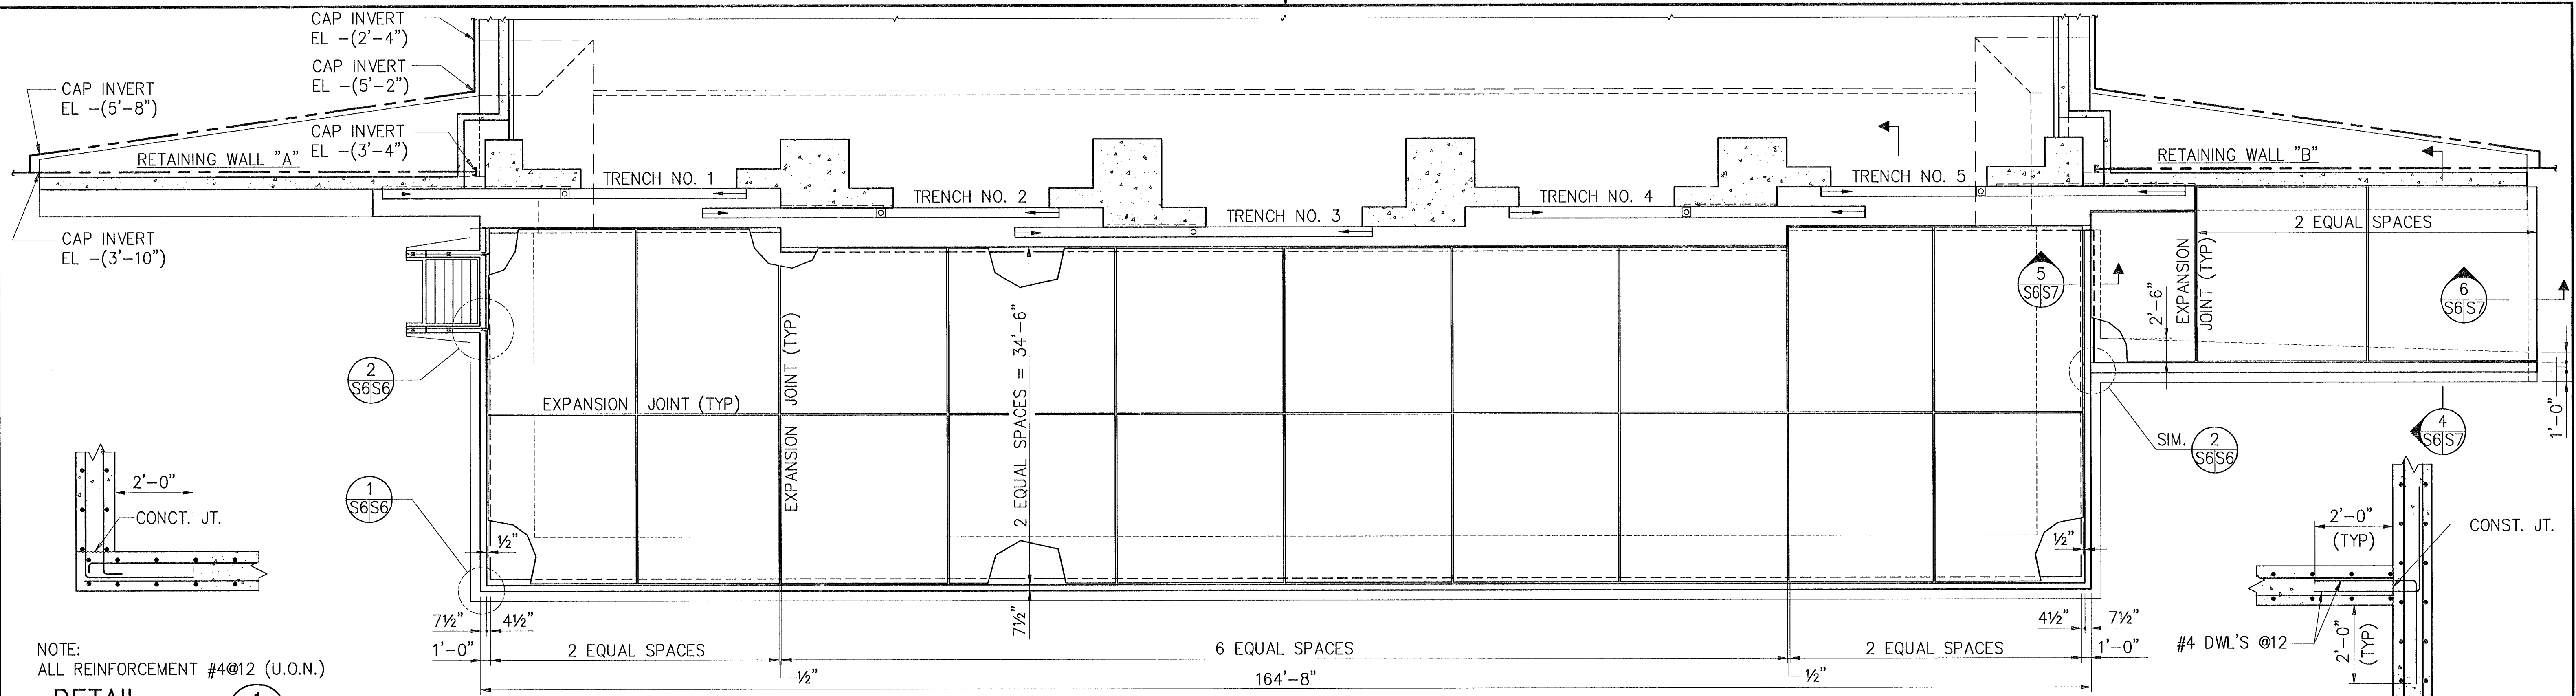 CAP INVERT
EL -(2'-4")
CAP INVERT
EL -(5'-2")
CAP INVERT
EL -(5'-8")
CAP INVERT
EL -(3'-4")
RETAINING WALL "A"
CAP INVERT
EL -(3'-10")
TRENCH NO. 1
TRENCH NO. 2
TRENCH NO. 3
TRENCH NO. 4
TRENCH NO. 5
RETAINING WALL "B"
2 EQUAL SPACES
EXPANSION
JOINT (TYP)
2'-6"
5
S6 S7
6
S6 S7
2
S6 S6
EXPANSION JOINT (TYP)
EXPANSION JOINT (TYP)
2 EQUAL SPACES = 34'-6"
1'-0"
4
S6 S7
SIM.
2
S6 S6
1
S6 S6
2'-0"
CONCT. JT.
½"
½"
2'-0"
(TYP)
CONST. JT.
7½"
4½"
7½"
4½"
7½"
1'-0"
2 EQUAL SPACES
6 EQUAL SPACES
2 EQUAL SPACES
1'-0"
#4 DWL'S @12
2'-0"
(TYP)
½"
164'-8"
½"
NOTE:
ALL REINFORCEMENT #4@12 (U.O.N.)
DETAIL
1